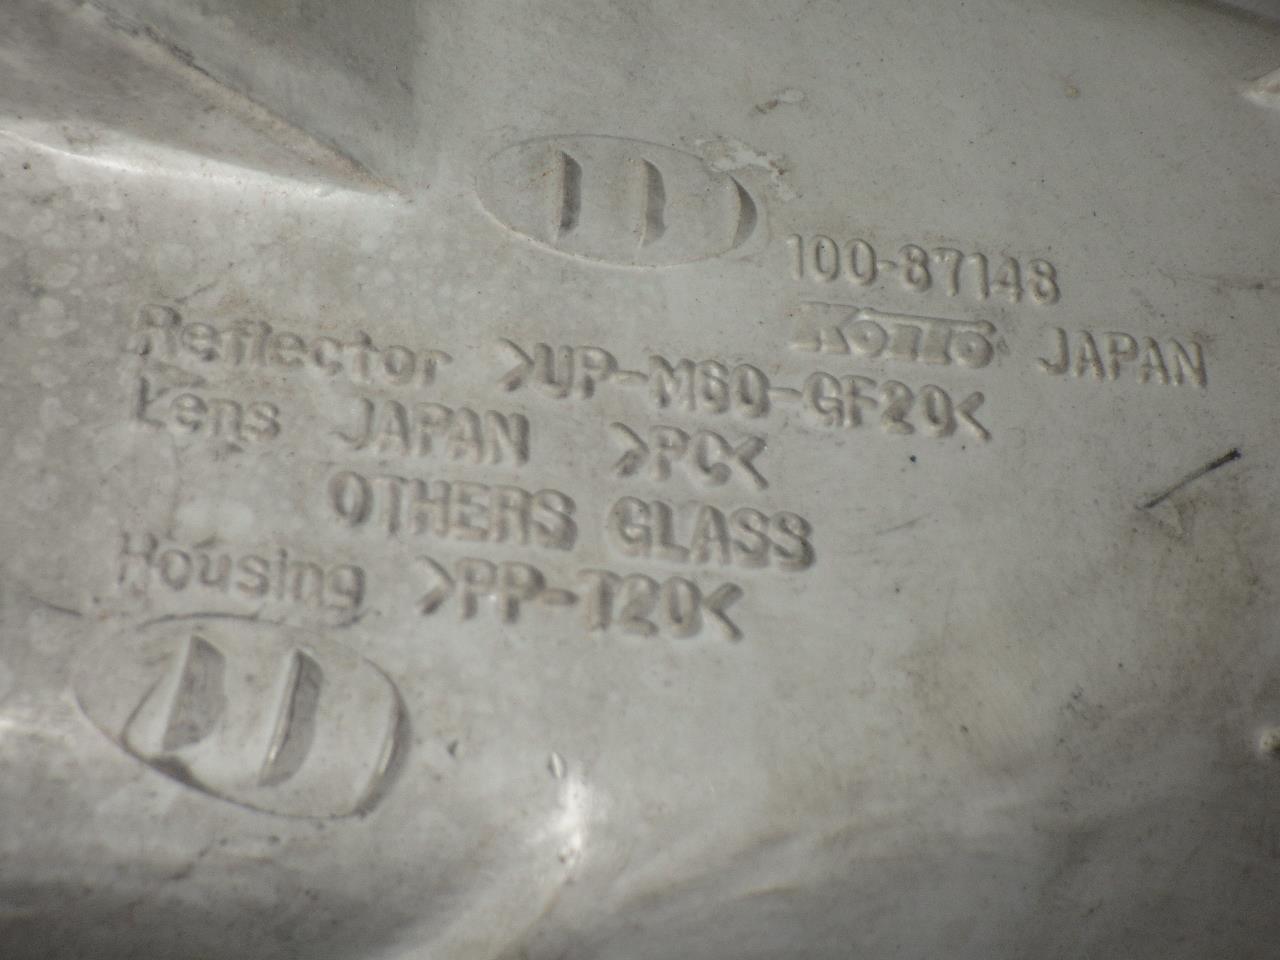 100-87148
KOITO JAPAN
Reflector >UP-M60-GF20<
Lens JAPAN >PC<
OTHERS GLASS
Housing >PP-T20<